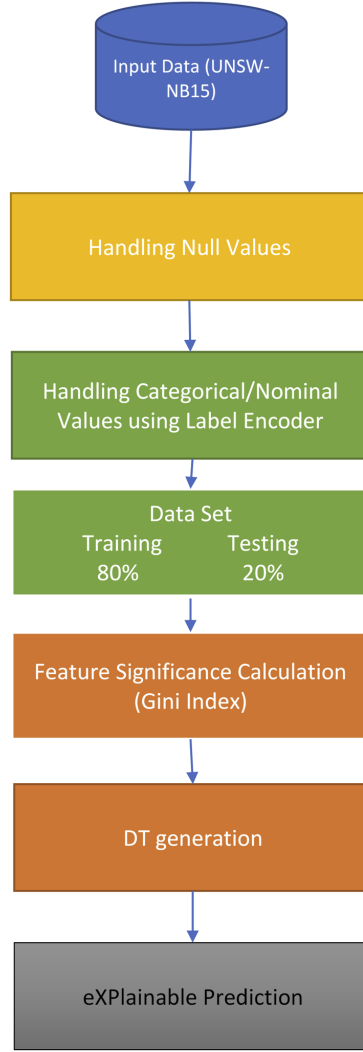 Input Data (UNSW-
NB15)
Handling Null Values
Handling Categorical/Nominal
Values using Label Encoder
Data Set
Training Testing
80% 20%
Feature Significance Calculation
(Gini Index)
DT generation
eXPlainable Prediction